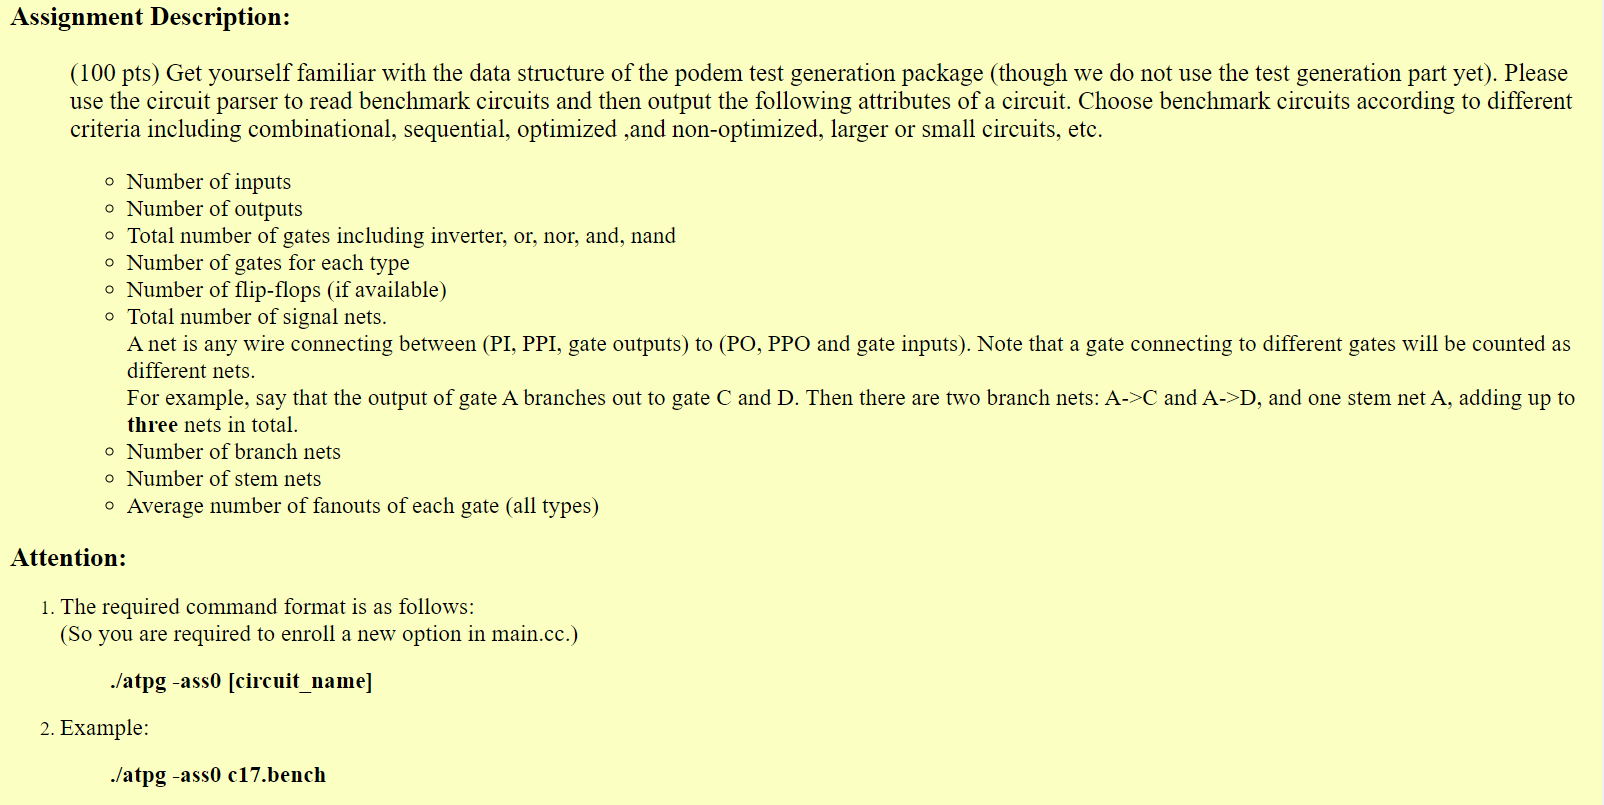 Assignment Description:
(100 pts) Get yourself familiar with the data structure of the podem test generation package (though we do not use the test generation part yet). Please
use the circuit parser to read benchmark circuits and then output the following attributes of a circuit. Choose benchmark circuits according to different
criteria including combinational, sequential, optimized ,and non-optimized, larger or small circuits, etc.
Number of inputs
Number of outputs
Total number of gates including inverter, or, nor, and, nand
Number of gates for each type
Number of flip-flops (if available)
Total number of signal nets.
A net is any wire connecting between (PI, PPI, gate outputs) to (PO, PPO and gate inputs). Note that a gate connecting to different gates will be counted as
different nets.
For example, say that the output of gate A branches out to gate C and D. Then there are two branch nets: A->C and A->D, and one stem net A, adding up to
three nets in total.
Number of branch nets
Number of stem nets
Average number of fanouts of each gate (all types)
Attention:
1. The required command format is as follows:
(So you are required to enroll a new option in main.cc.)
./atpg -ass0 [circuit_name]
2. Example:
./atpg -ass0 c17.bench